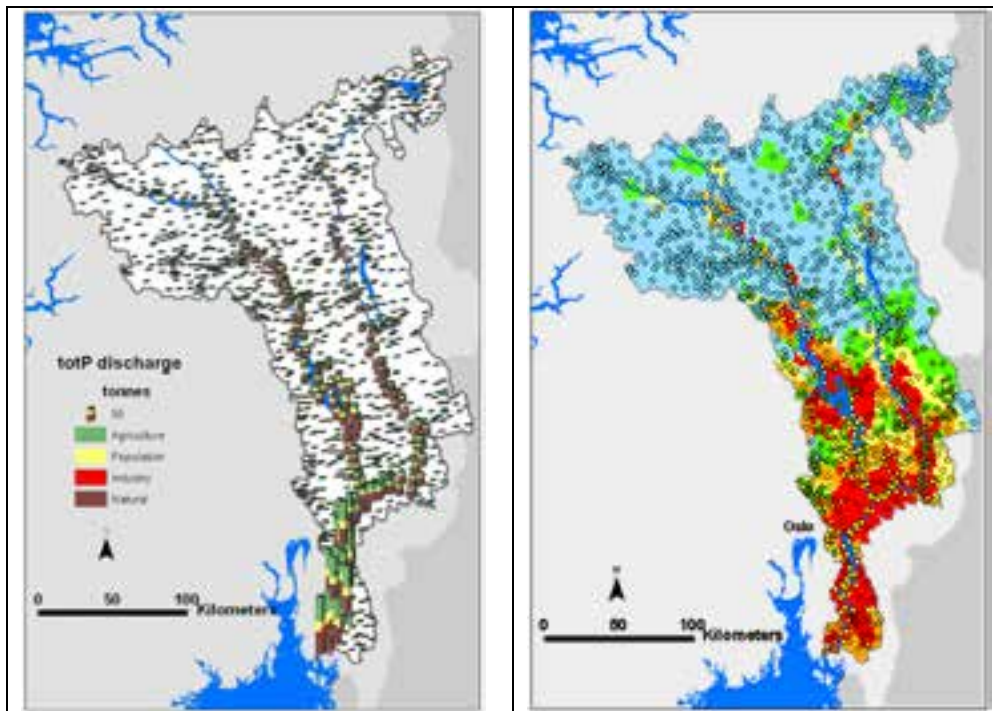 totP discharge
tonnes
50
Agriculture
Population
Industry
Natural
0 50 100 Kilometers
Oslo
N
0 50 100 Kilometers